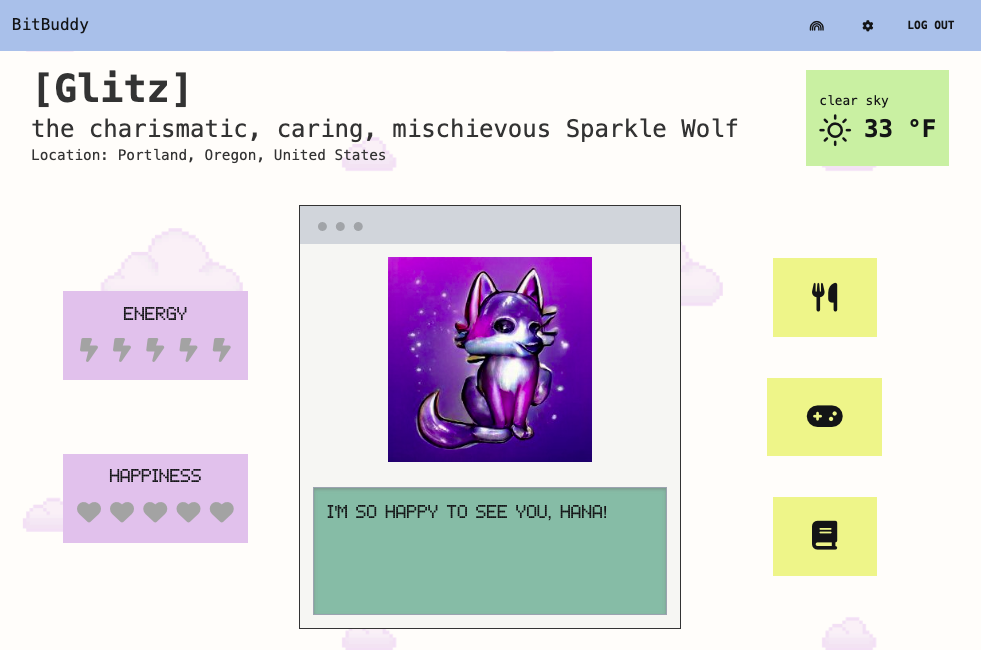 BitBuddy
LOG OUT
[Glitz]
the charismatic, caring, mischievous Sparkle Wolf
Location: Portland, Oregon, United States
clear sky
33 °F
ENERGY
HAPPINESS
I'M SO HAPPY TO SEE YOU, HANA!